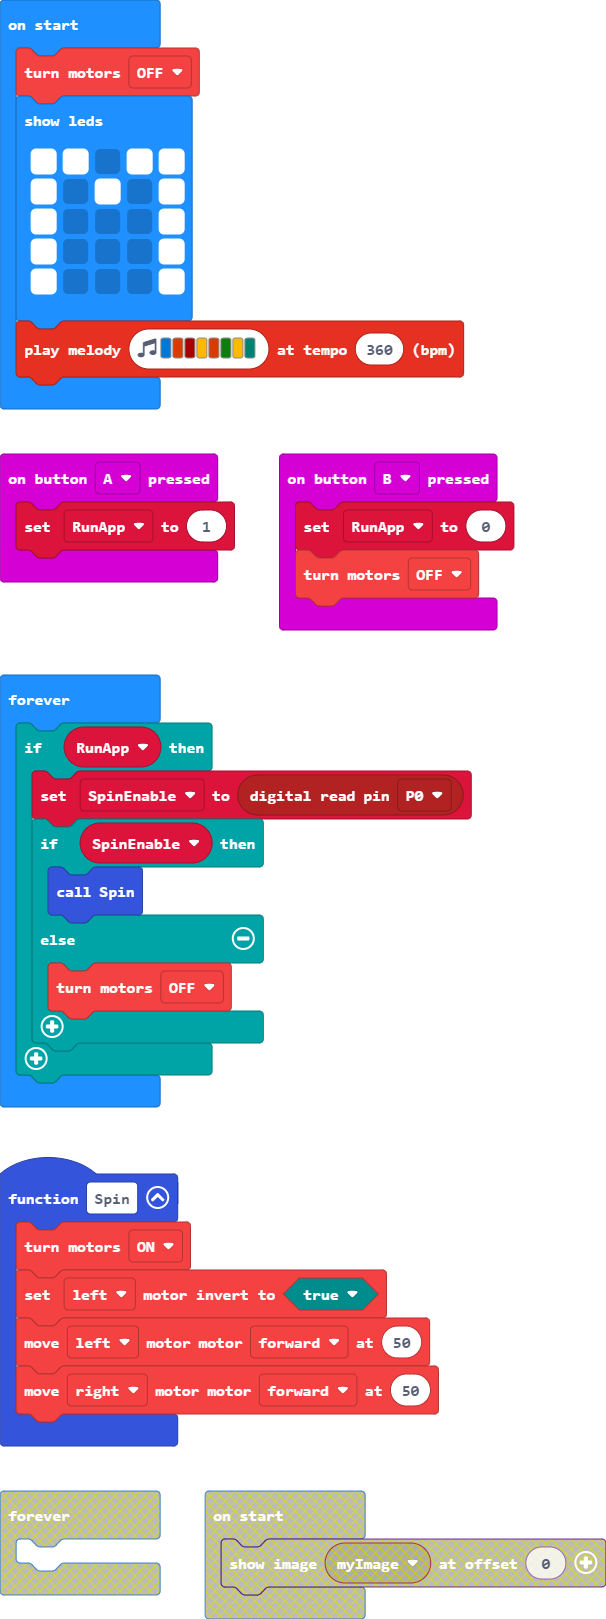 on start
turn motors OFF
show leds
play melody at tempo 360 (bpm)
on button A pressed
set RunApp to 1
on button B pressed
set RunApp to 0
turn motors OFF
forever
if RunApp then
set SpinEnable to digital read pin P0
if SpinEnable then
call Spin
else
turn motors OFF
function Spin
turn motors ON
set left motor invert to true
move left motor motor forward at 50
move right motor motor forward at 50
forever
on start
show image myImage at offset 0